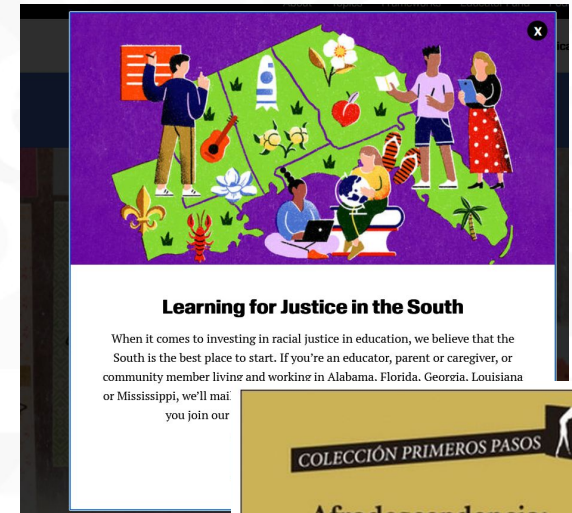 X
Learning for Justice in the South
When it comes to investing in racial justice in education, we believe that the
South is the best place to start. If you're an educator, parent or caregiver, or
community member living and working in Alabama, Florida, Georgia, Louisiana
or Mississippi, we'll mail
you join our
COLECCIÓN PRIMEROS PASOS